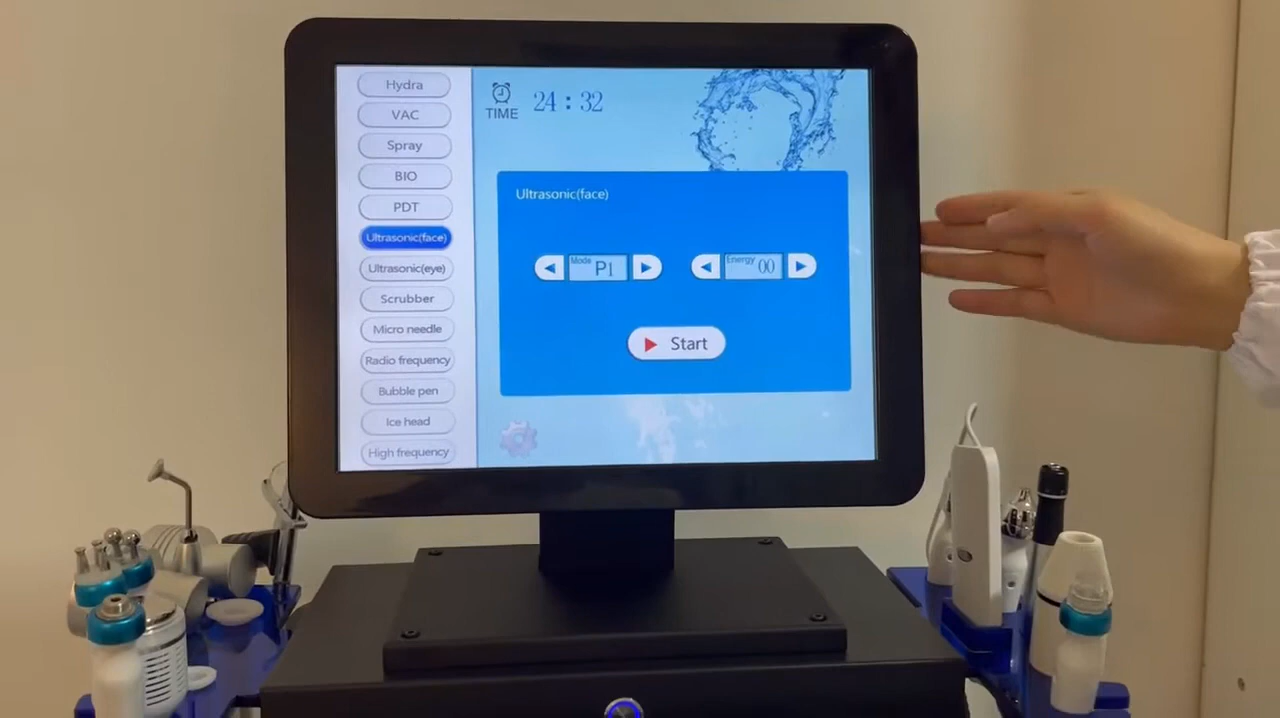 Hydra
VAC
Spray
BIO
PDT
Ultrasonic(face)
Ultrasonic(eye)
Scrubber
Micro needle
Radio frequency
Bubble pen
Ice head
High frequency
TIME 24 : 32
Ultrasonic(face)
Mode P1
Energy 00
Start